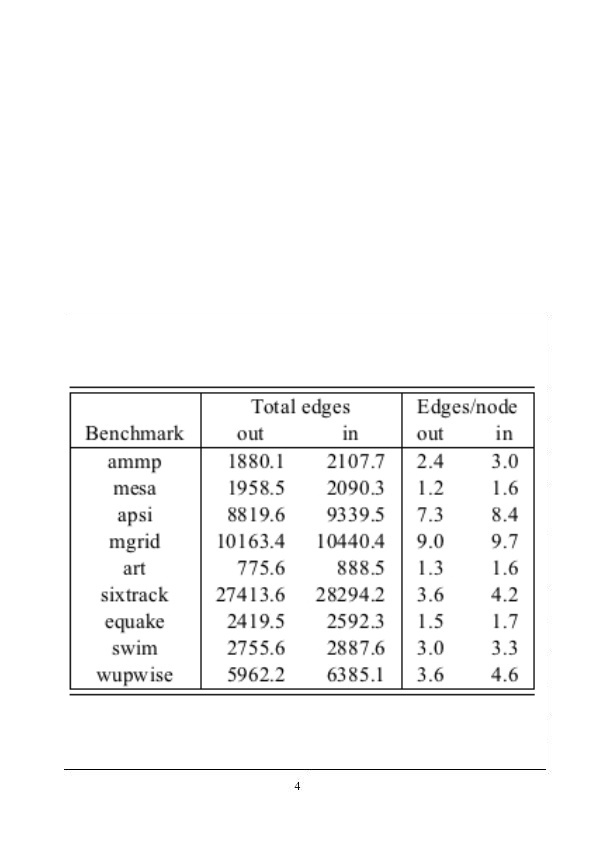 Total edges Edges/node
Benchmark out in out in
ammp 1880.1 2107.7 2.4 3.0
mesa 1958.5 2090.3 1.2 1.6
apsi 8819.6 9339.5 7.3 8.4
mgrid 10163.4 10440.4 9.0 9.7
art 775.6 888.5 1.3 1.6
sixtrack 27413.6 28294.2 3.6 4.2
equake 2419.5 2592.3 1.5 1.7
swim 2755.6 2887.6 3.0 3.3
wupwise 5962.2 6385.1 3.6 4.6
4